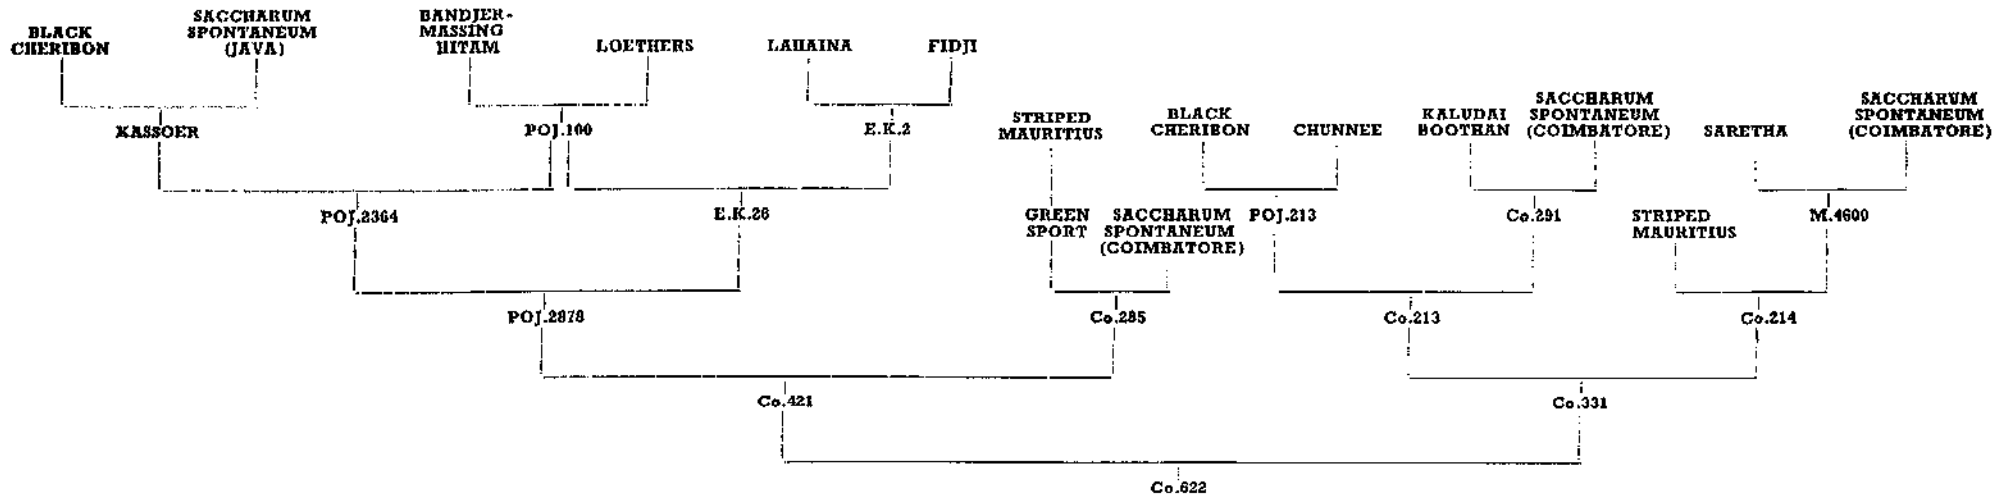 BLACK
CHERIBON
SACCHARUM
SPONTANEUM
(JAVA)
BANDJER-
MASSING
HITAM
LOETHERS
LAHAINA
FIDJI
KASSOER
POJ.100
E.K.2
STRIPED
MAURITIUS
BLACK
CHERIBON
CHUNNEE
KALUDAI
BOOTHAN
SACCHARUM
SPONTANEUM
(COIMBATORE)
SARETHA
SACCHARUM
SPONTANEUM
(COIMBATORE)
POJ.2364
E.K.28
GREEN
SPORT
SACCHARUM
SPONTANEUM
(COIMBATORE)
POJ.213
Co.291
STRIPED
MAURITIUS
M.4600
POJ.2878
Co.285
Co.213
Co.214
Co.421
Co.331
Co.622